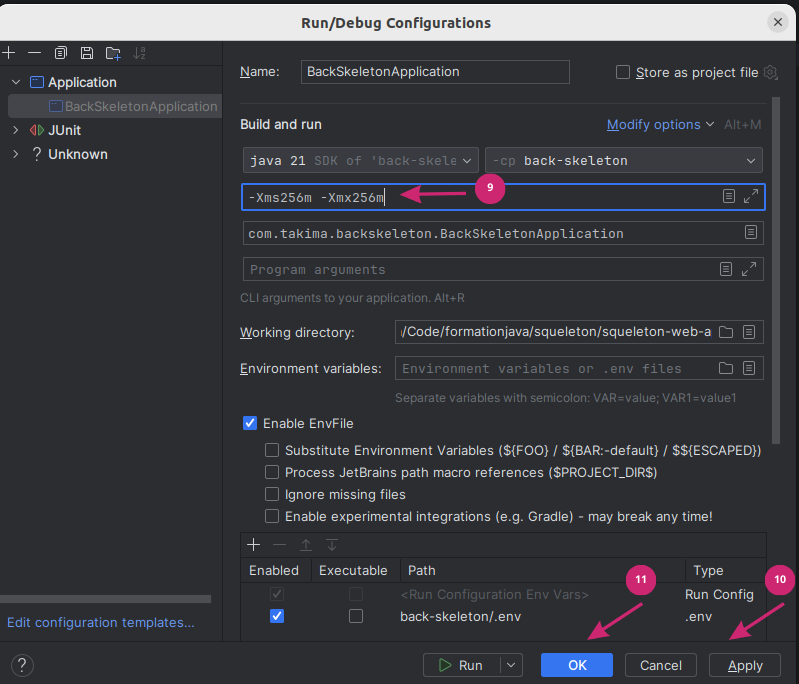 Run/Debug Configurations
Application
BackSkeletonApplication
JUnit
? Unknown
Edit configuration templates...
Name: BackSkeletonApplication
Store as project file
Build and run
Modify options Alt+M
java 21 SDK of 'back-skele
-cp back-skeleton
-Xms256m -Xmx256m
9
com.takima.backskeleton.BackSkeletonApplication
Program arguments
CLI arguments to your application. Alt+R
Working directory: /Code/formationjava/squeleton/squeleton-web-a
Environment variables: Environment variables or .env files
Separate variables with semicolon: VAR=value; VAR1=value1
Enable EnvFile
Substitute Environment Variables (${FOO} / ${BAR:-default} / $${ESCAPED})
Process JetBrains path macro references ($PROJECT_DIR$)
Ignore missing files
Enable experimental integrations (e.g. Gradle) - may break any time!
Enabled Executable Path Type
<Run Configuration Env Vars> Run Config
back-skeleton/.env .env
11
10
?
Run
OK
Cancel
Apply